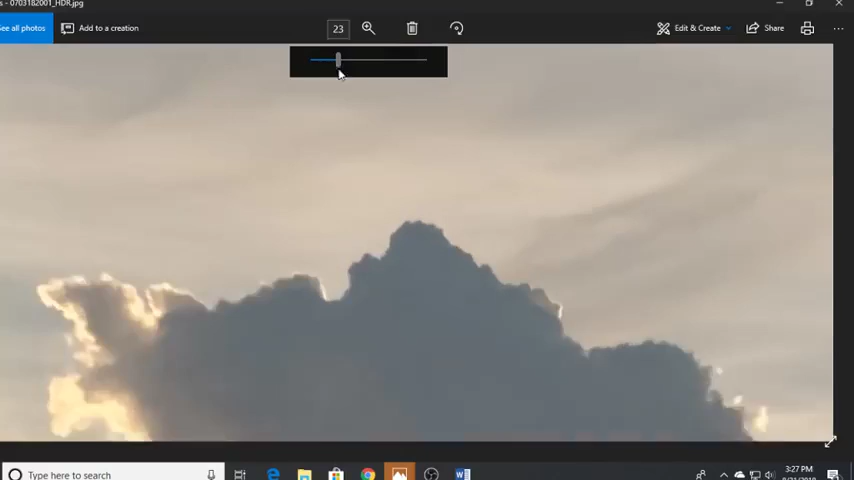 s - 0703182001_HDR.jpg
See all photos
Add to a creation
23
Edit & Create
Share
Type here to search
3:27 PM